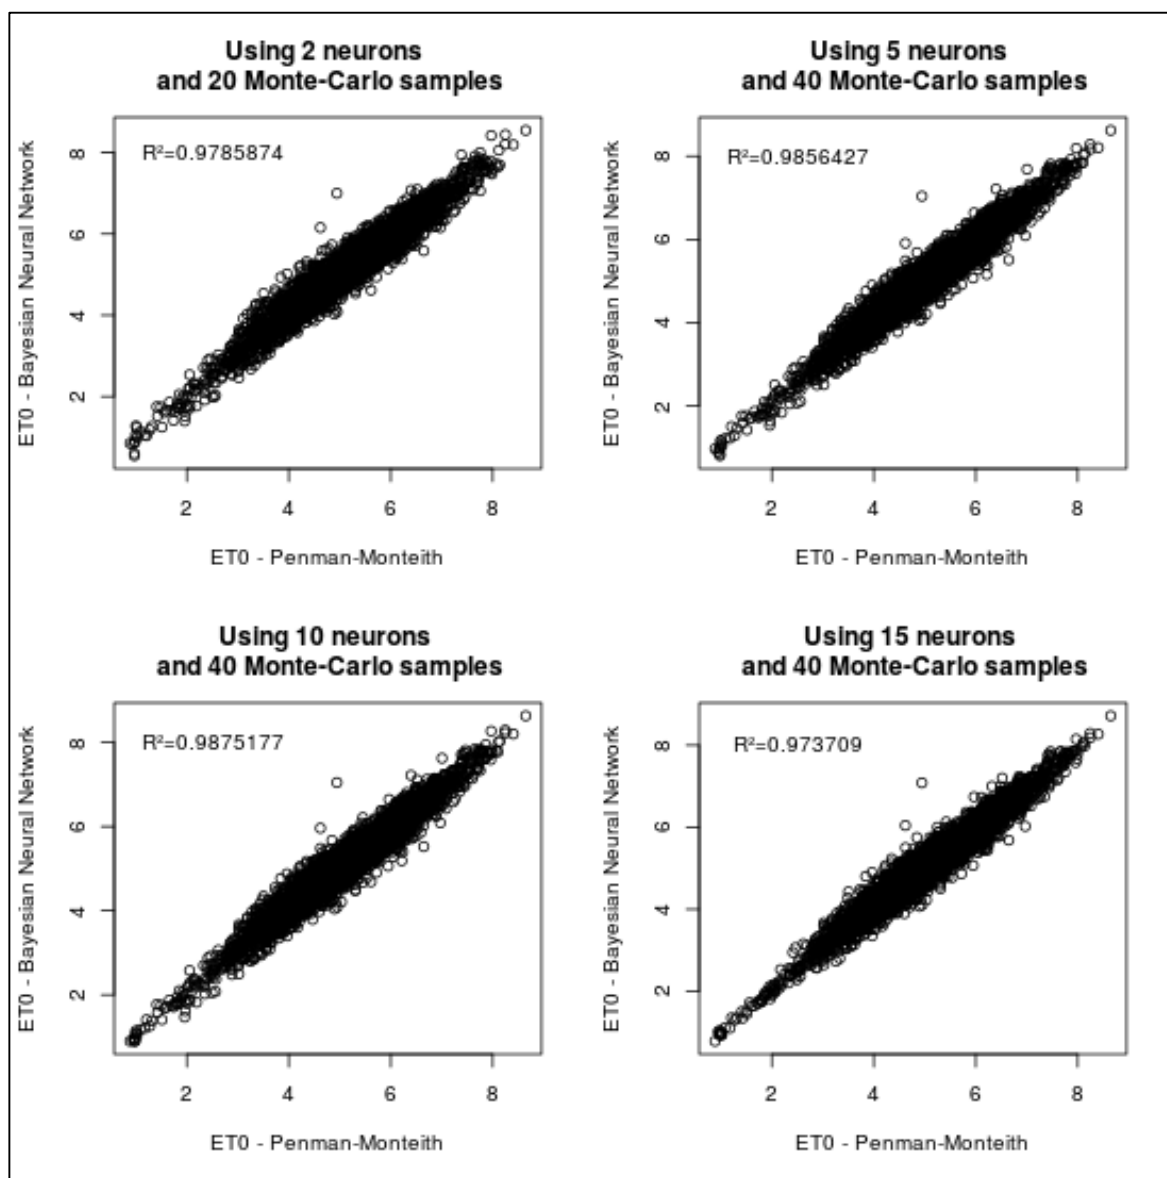 Using 2 neurons
and 20 Monte-Carlo samples
R²=0.9785874
ET0 - Bayesian Neural Network
8
6
4
2
2 4 6 8
ET0 - Penman-Monteith
Using 5 neurons
and 40 Monte-Carlo samples
R²=0.9856427
ET0 - Bayesian Neural Network
8
6
4
2
2 4 6 8
ET0 - Penman-Monteith
Using 10 neurons
and 40 Monte-Carlo samples
R²=0.9875177
ET0 - Bayesian Neural Network
8
6
4
2
2 4 6 8
ET0 - Penman-Monteith
Using 15 neurons
and 40 Monte-Carlo samples
R²=0.973709
ET0 - Bayesian Neural Network
8
6
4
2
2 4 6 8
ET0 - Penman-Monteith